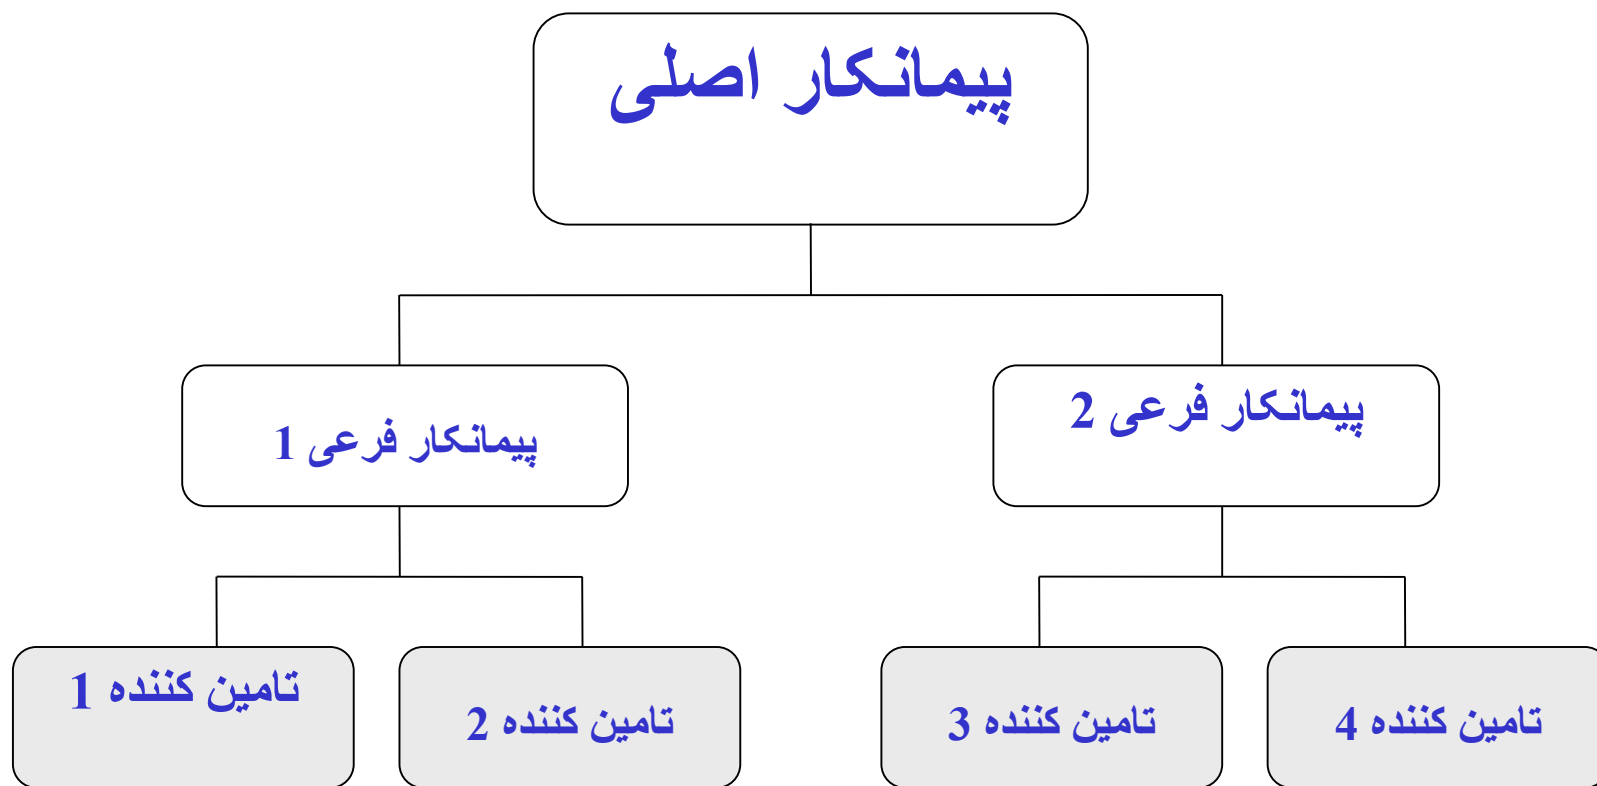 پیمانکار اصلی
پیمانکار فرعی 2
پیمانکار فرعی 1
تامین کننده 1
تامین کننده 2
تامین کننده 3
تامین کننده 4